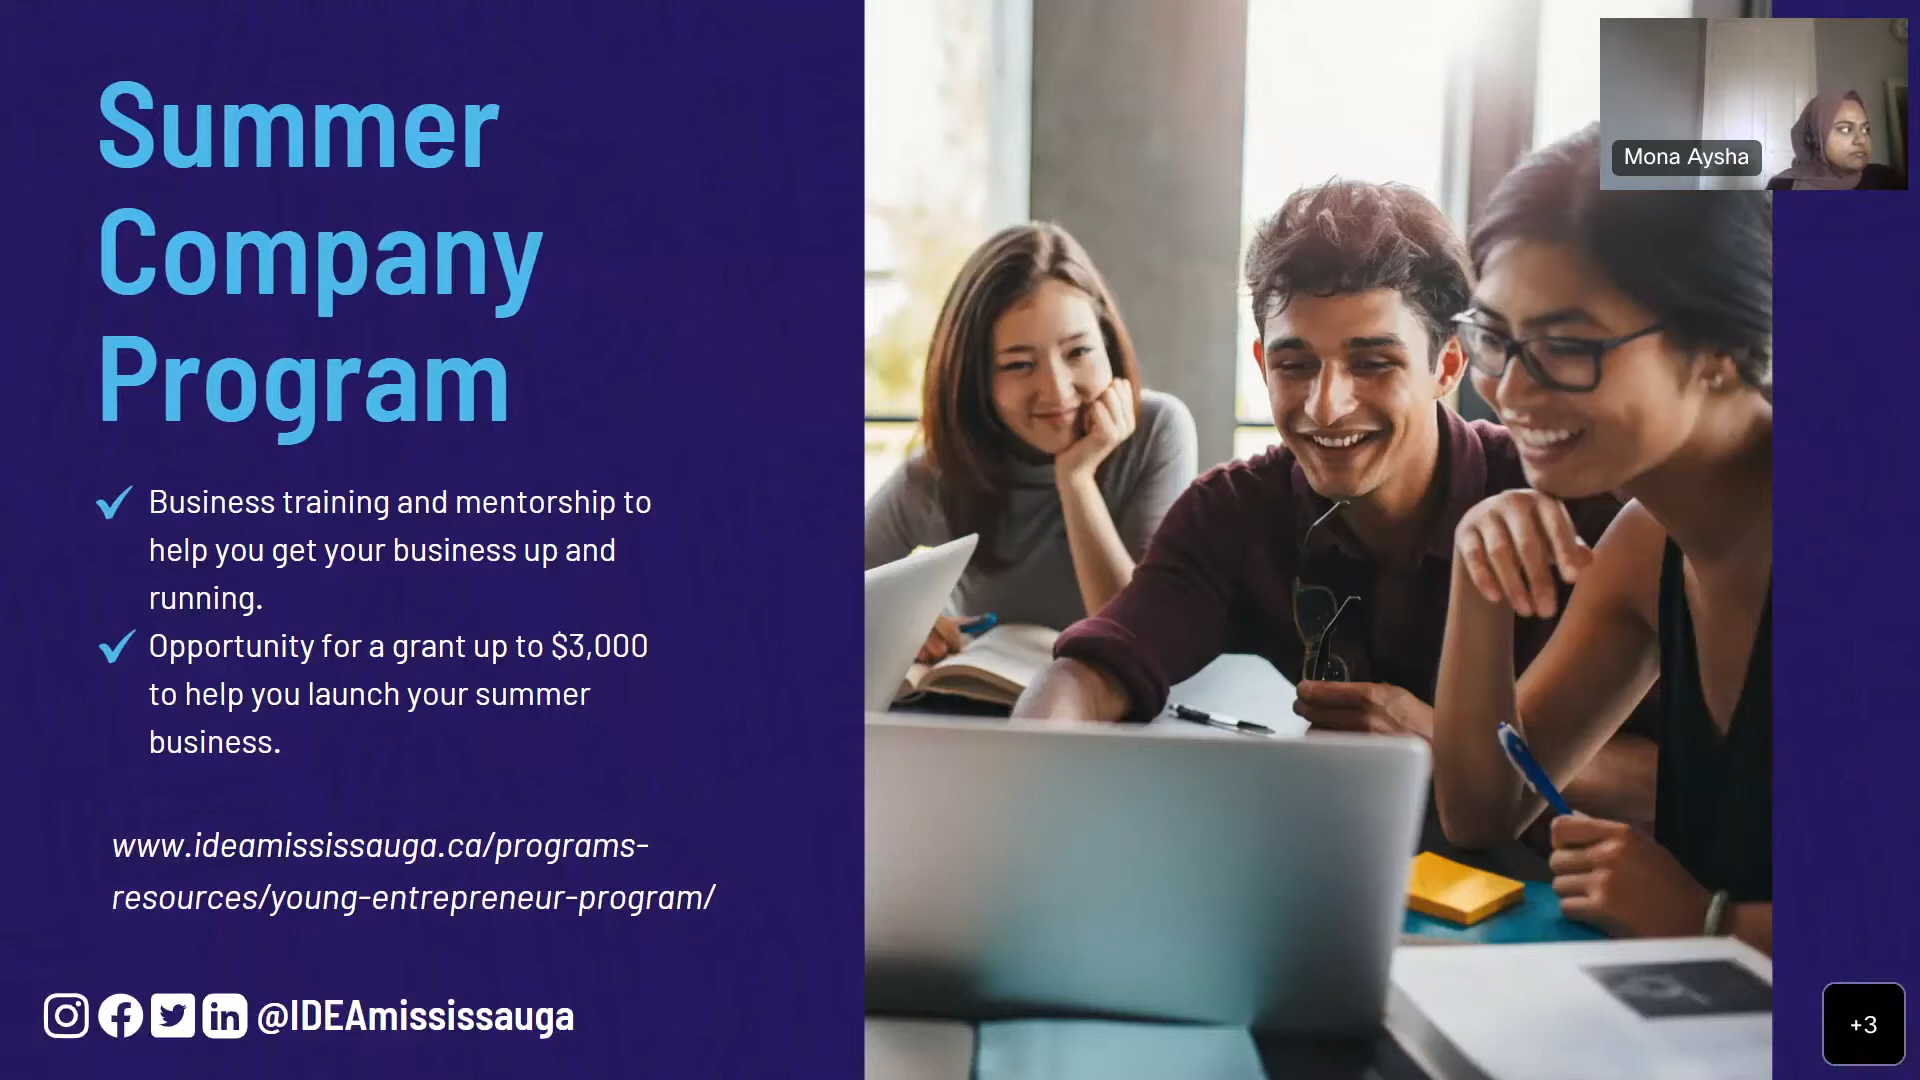 Summer
Company
Program
Business training and mentorship to
help you get your business up and
running.
Opportunity for a grant up to $3,000
to help you launch your summer
business.
www.ideamississauga.ca/programs-
resources/young-entrepreneur-program/
@IDEAmississauga
Mona Aysha
+3